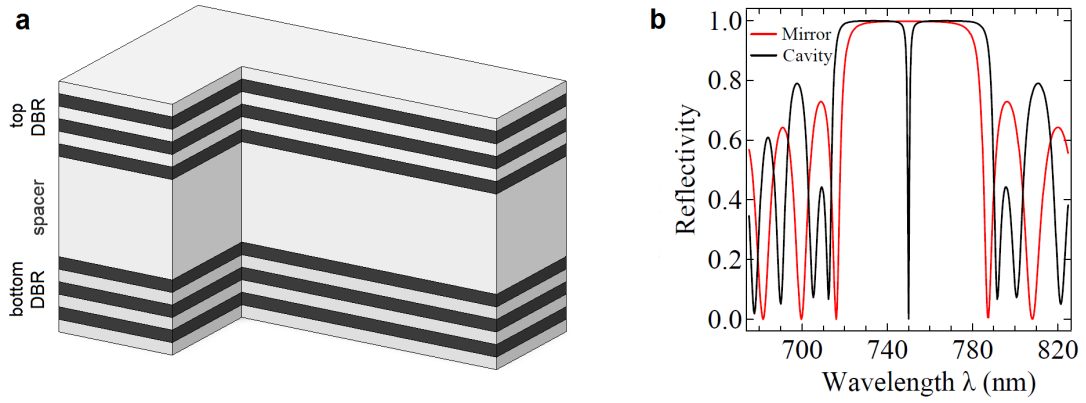 a
top
DBR
spacer
bottom
DBR
b
Mirror
Cavity
1.0
0.8
0.6
0.4
0.2
0.0
Reflectivity
700
740
780
820
Wavelength λ (nm)